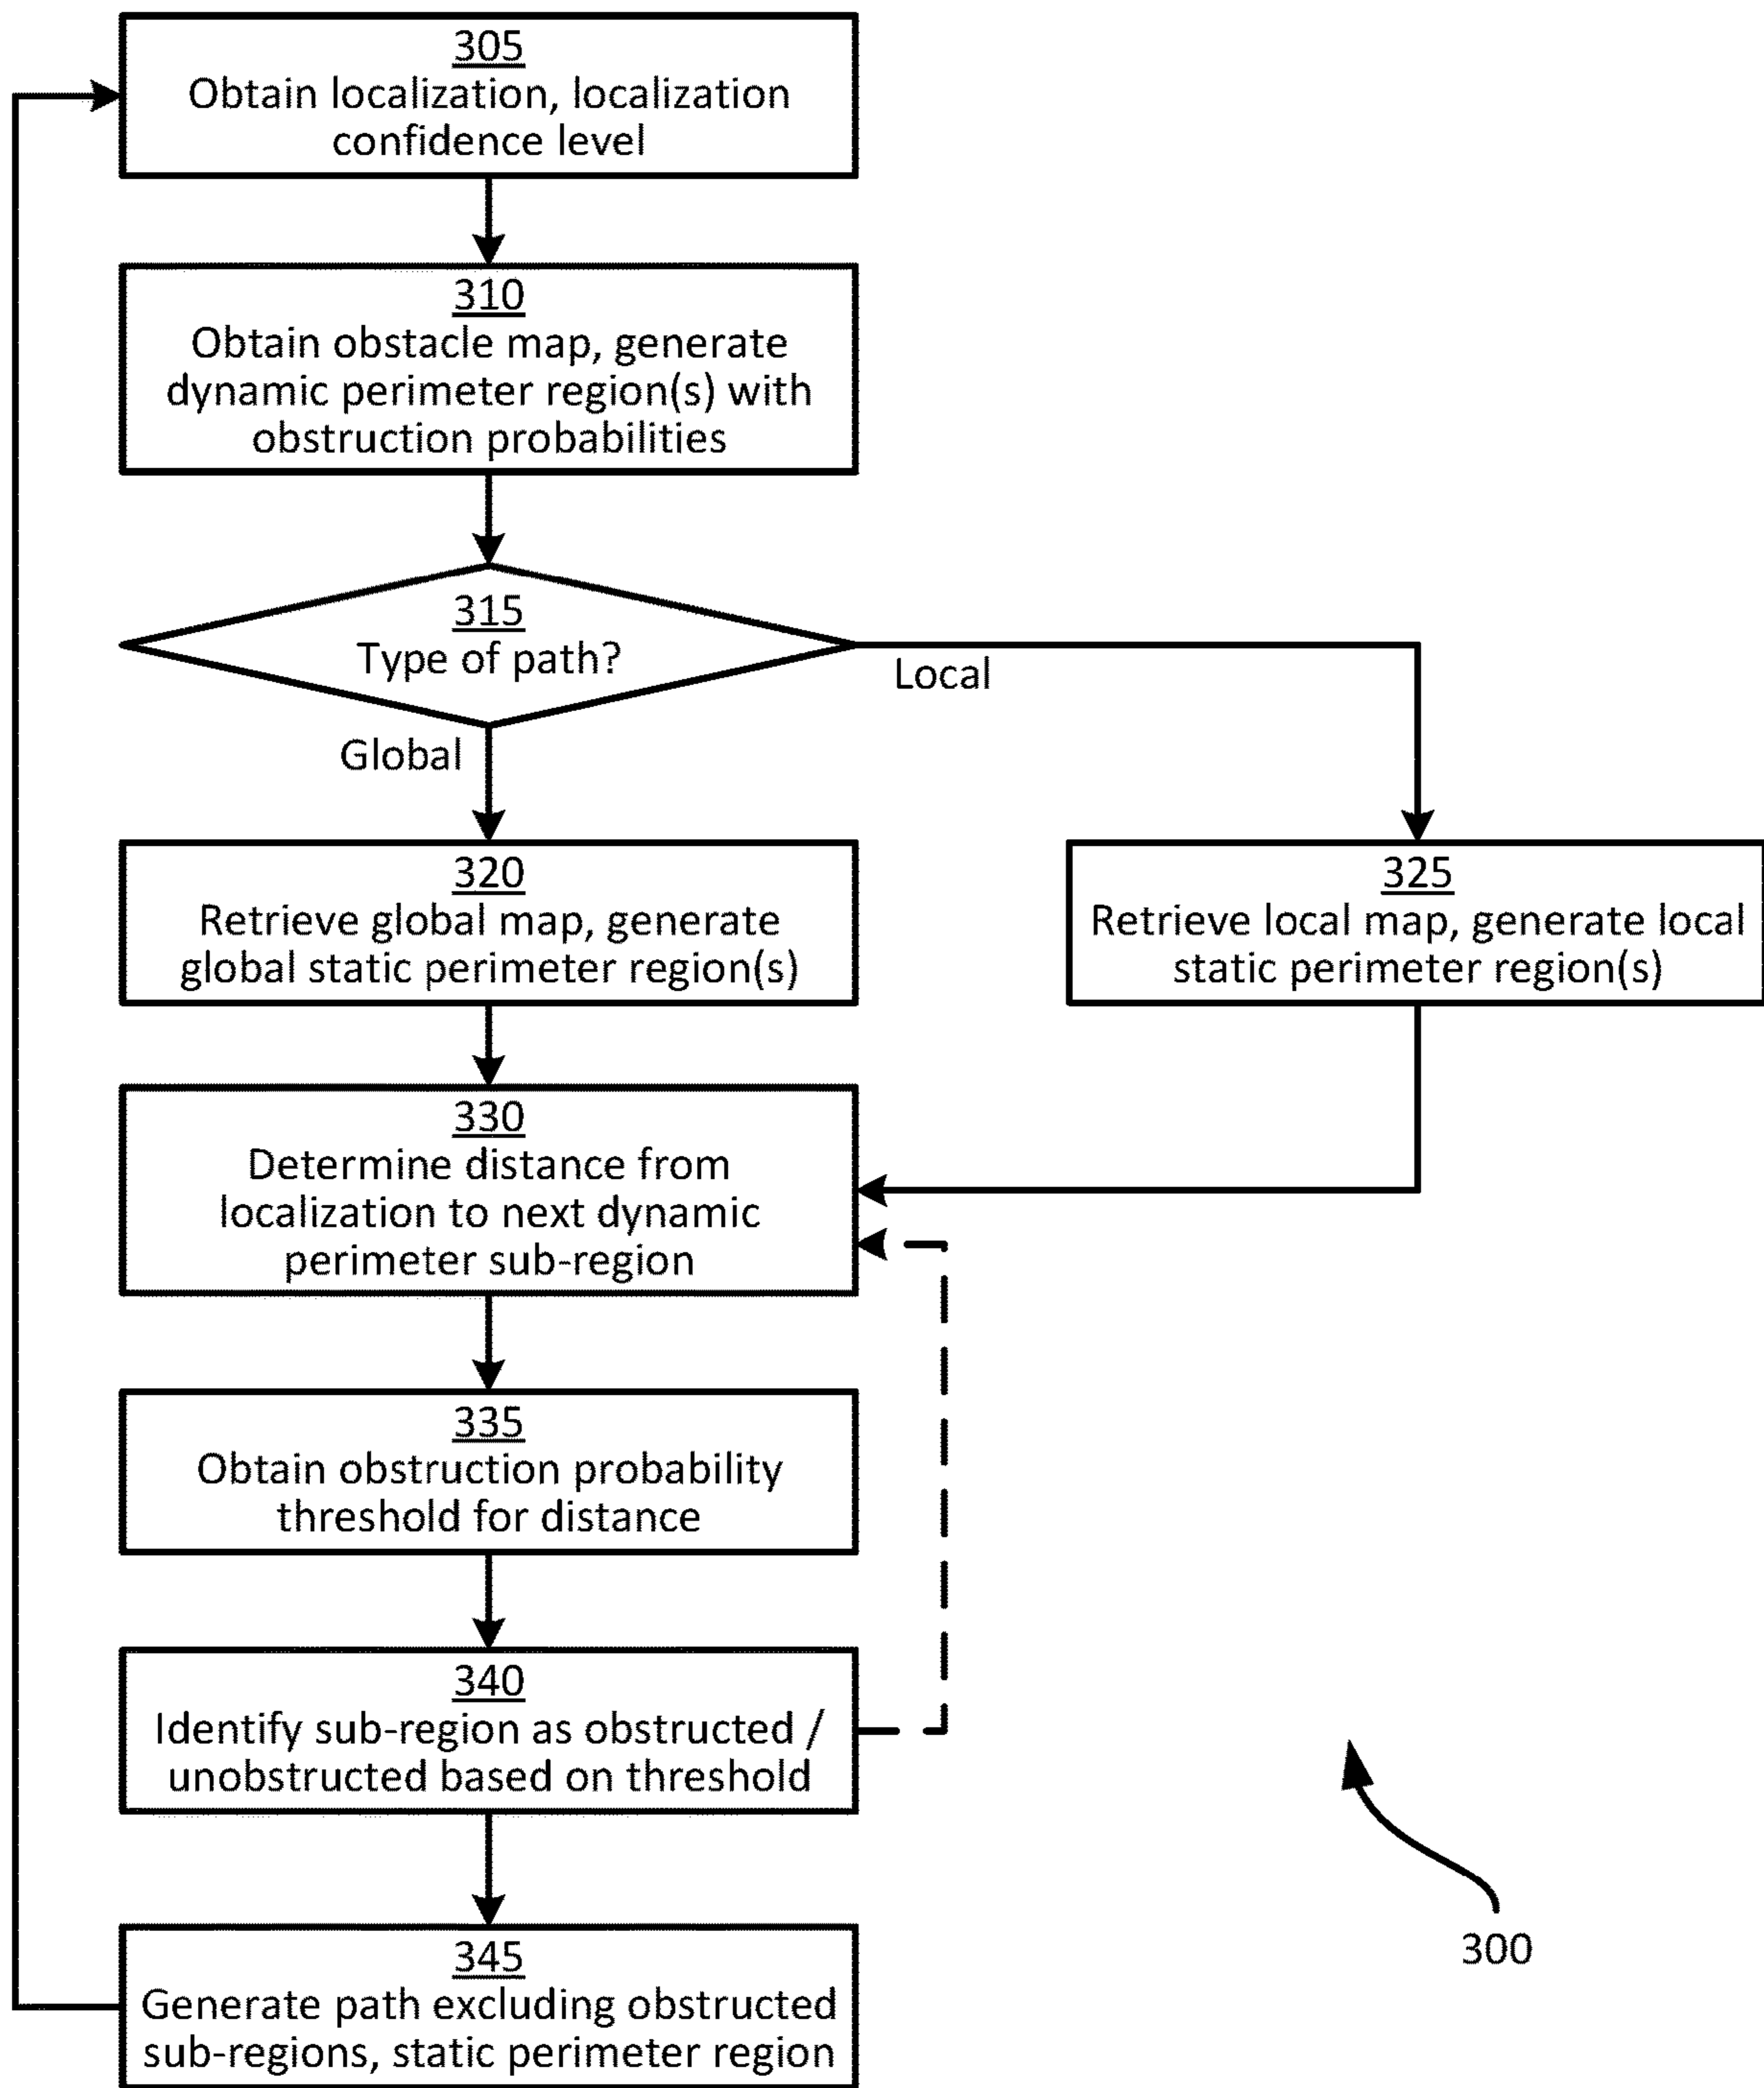 305
Obtain localization, localization
confidence level
310
Obtain obstacle map, generate
dynamic perimeter region(s) with
obstruction probabilities
315
Type of path?
Local
Global
320
Retrieve global map, generate
global static perimeter region(s)
325
Retrieve local map, generate local
static perimeter region(s)
330
Determine distance from
localization to next dynamic
perimeter sub-region
335
Obtain obstruction probability
threshold for distance
340
Identify sub-region as obstructed /
unobstructed based on threshold
345
Generate path excluding obstructed
sub-regions, static perimeter region
300